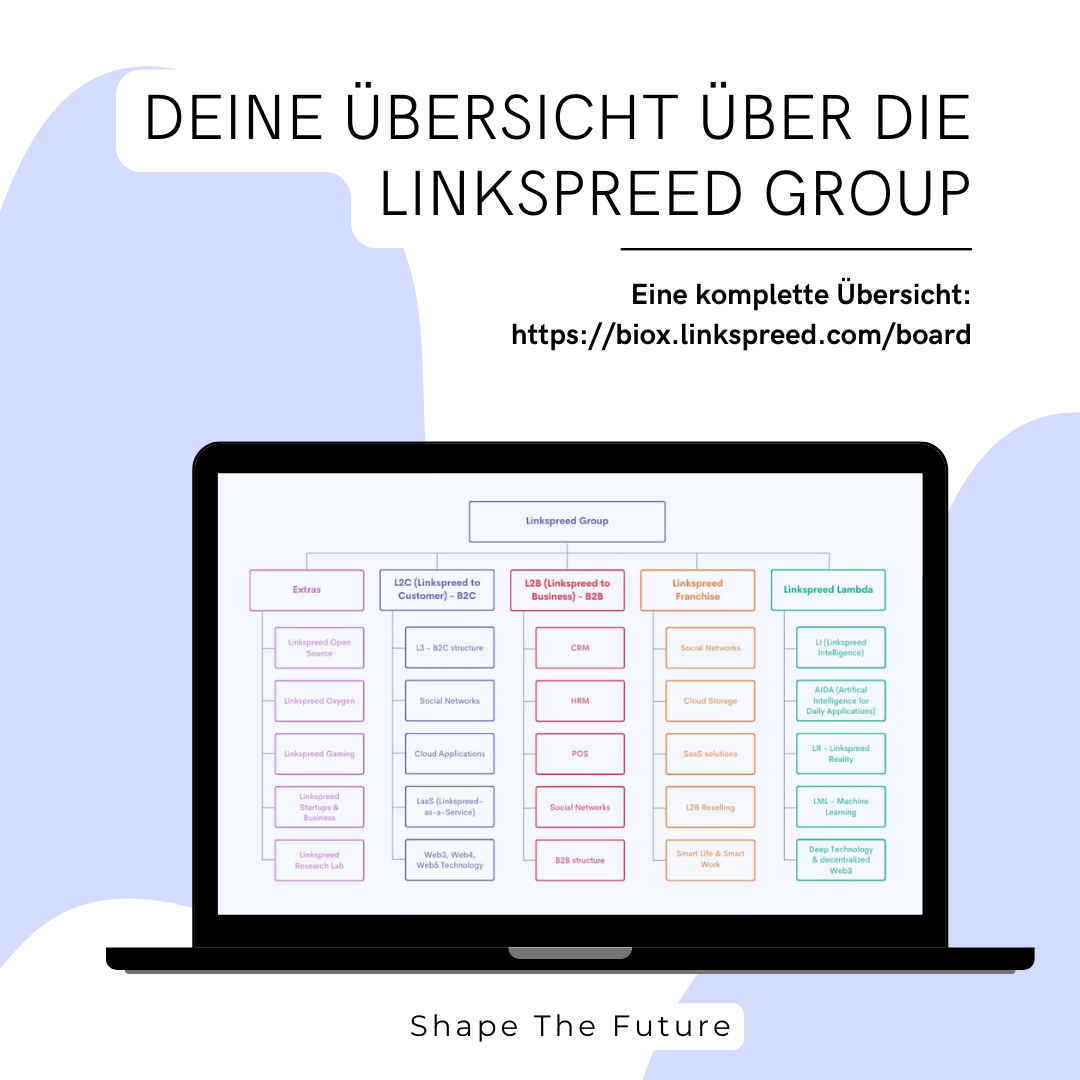 DEINE ÜBERSICHT ÜBER DIE
LINKSPREED GROUP
Eine komplette Übersicht:
https://biox.linkspreed.com/board
Linkspreed Group
Extras
L2C (Linkspreed to
Customer) - B2C
L2B (Linkspreed to
Business) - B2B
Linkspreed
Franchise
Linkspreed Lambda
Linkspreed Open
Source
Linkspreed Oxygen
Linkspreed Gaming
Linkspreed
Startups &
Business
Linkspreed
Research Lab
L3 - B2C structure
Social Networks
Cloud Applications
LaaS (Linkspreed-
as-a-Service)
Web3, Web4,
Web5 Technology
CRM
HRM
POS
Social Networks
B2B structure
Social Networks
Cloud Storage
SaaS solutions
L2B Reselling
Smart Life & Smart
Work
LI (Linkspreed
Intelligence)
AIDA (Artifical
Intelligence for
Daily Applications)
LR - Linkspreed
Reality
LML - Machine
Learning
Deep Technology
& decentralized
Web3
Shape The Future